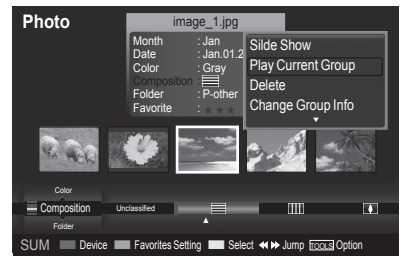 Photo
image_1.jpg
Month : Jan
Date : Jan.01.2
Color : Gray
Composition :
Folder : P-other
Favorite : ★ ★ ★
Silde Show
Play Current Group
Delete
Change Group Info
Color
Composition
Unclassified
Folder
SUM Device Favorites Setting Select Jump TOOLS Option